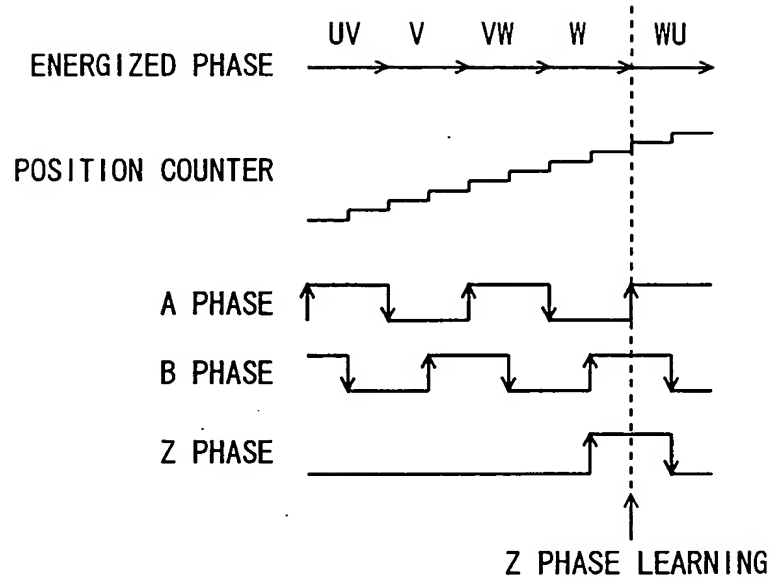 UV V VW W WU
ENERGIZED PHASE
POSITION COUNTER
A PHASE
B PHASE
Z PHASE
Z PHASE LEARNING